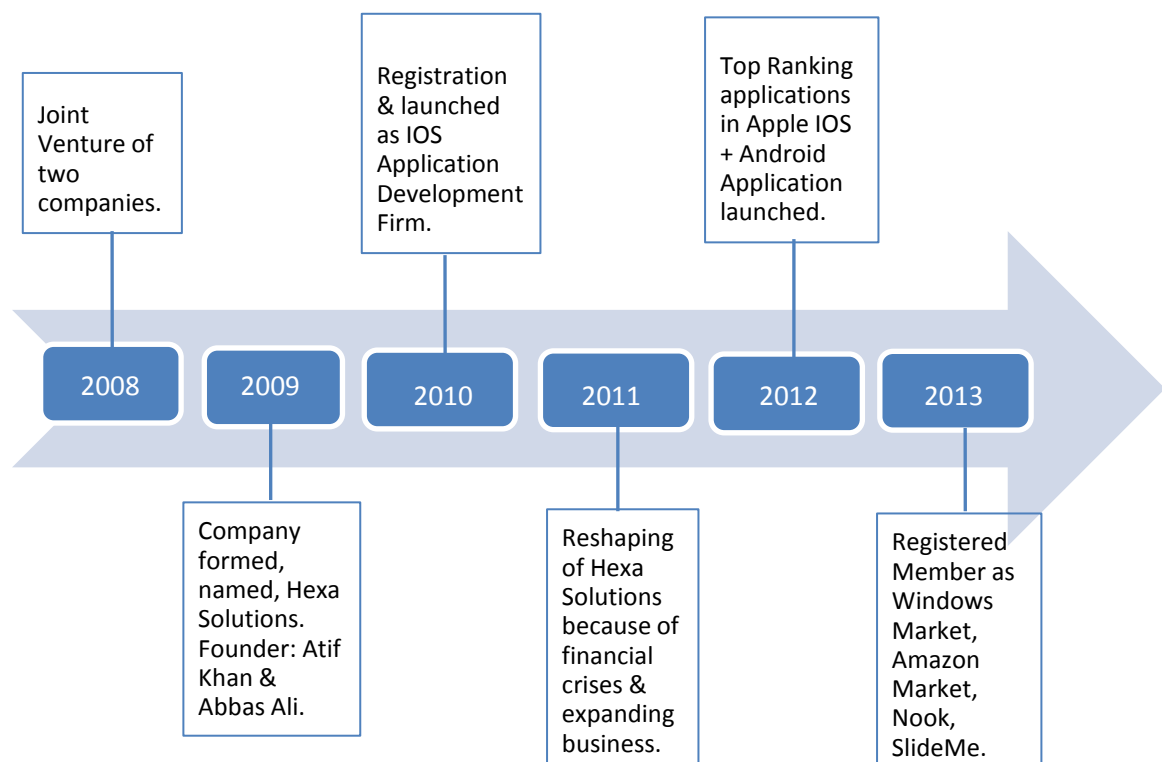 Joint
Venture of
two
companies.
Registration
& launched
as IOS
Application
Development
Firm.
Top Ranking
applications
in Apple IOS
+ Android
Application
launched.
2008
2009
2010
2011
2012
2013
Company
formed,
named, Hexa
Solutions.
Founder: Atif
Khan &
Abbas Ali.
Reshaping
of Hexa
Solutions
because of
financial
crises &
expanding
business.
Registered
Member as
Windows
Market,
Amazon
Market,
Nook,
SlideMe.